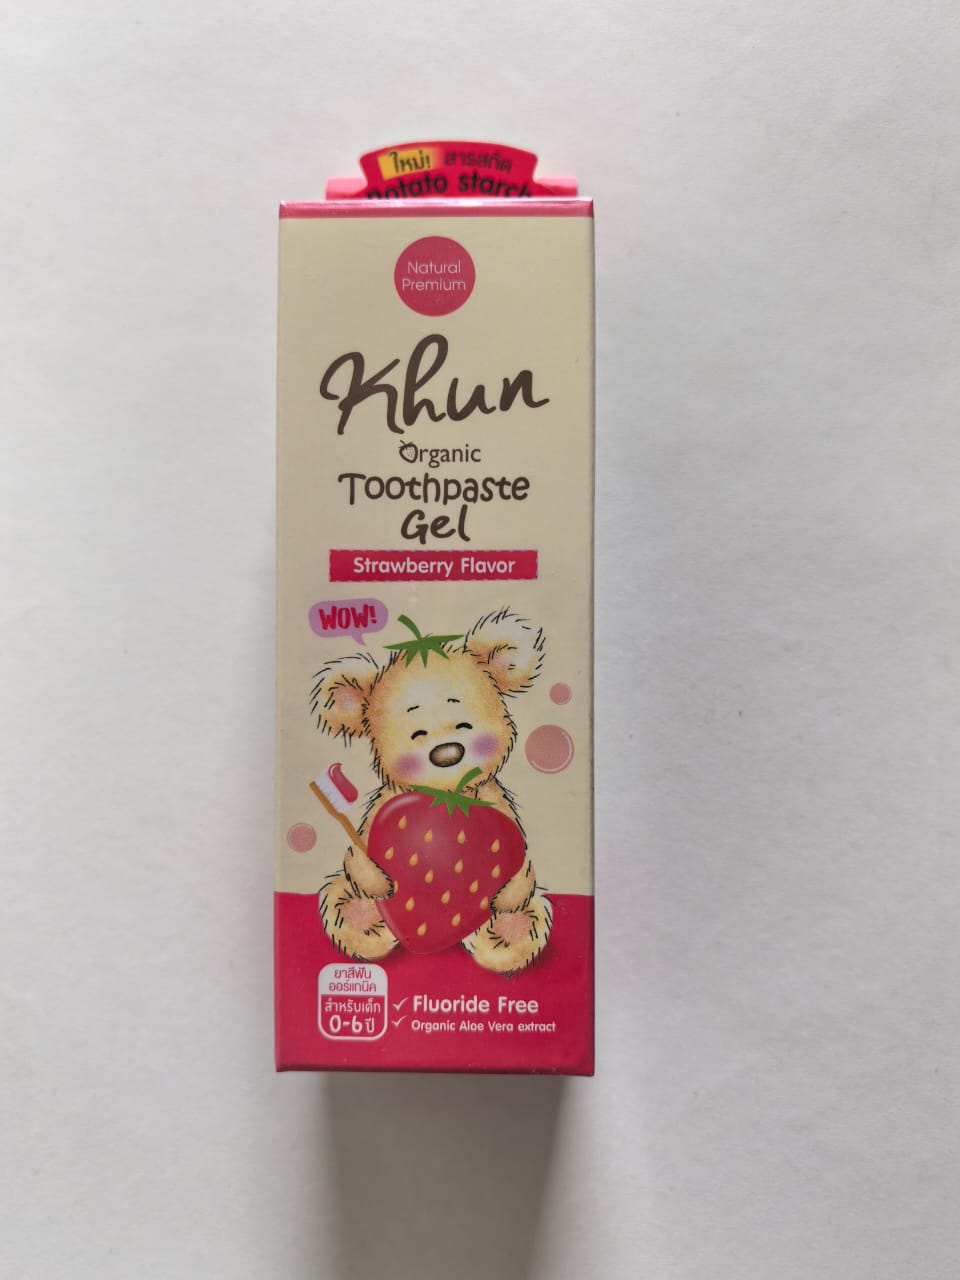 ใหม่! สารสกัด
potato starch
Natural
Premium
Khun
Organic
Toothpaste
Gel
Strawberry Flavor
WOW!
ยาสีฟัน
ออร์แกนิค
สำหรับเด็ก
0-6 ปี
Fluoride Free
Organic Aloe Vera extract